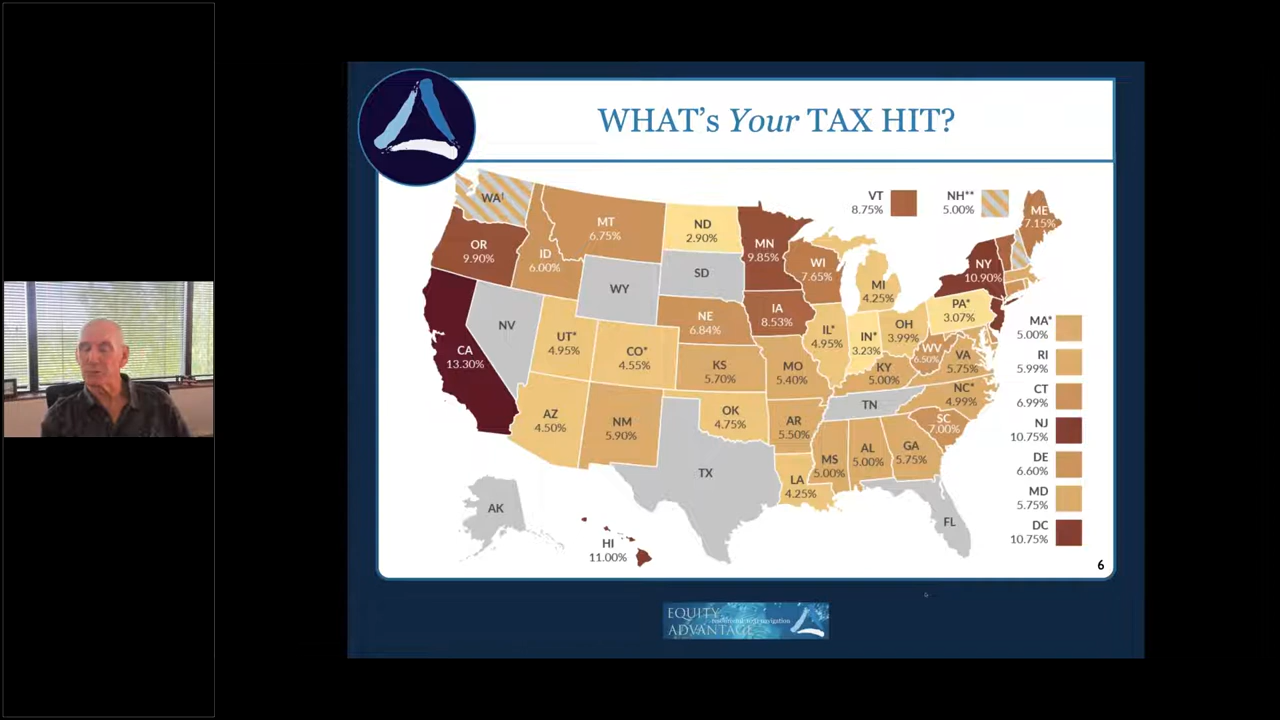 WHAT's Your TAX HIT?
WA†
MT
6.75%
ND
2.90%
VT
8.75%
NH**
5.00%
ME
7.15%
OR
9.90%
ID
6.00%
MN
9.85%
WI
7.65%
NY
10.90%
SD
WY
MI
4.25%
PA*
3.07%
NE
6.84%
IA
8.53%
NV
UT*
4.95%
CO*
4.55%
IL*
4.95%
IN*
3.23%
OH
3.99%
WV
6.50%
VA
5.75%
CA
13.30%
KS
5.70%
MO
5.40%
KY
5.00%
NC*
4.99%
TN
AZ
4.50%
NM
5.90%
OK
4.75%
AR
5.50%
SC
7.00%
MS
5.00%
AL
5.00%
GA
5.75%
TX
LA
4.25%
FL
AK
HI
11.00%
MA*
5.00%
RI
5.99%
CT
6.99%
NJ
10.75%
DE
6.60%
MD
5.75%
DC
10.75%
6
EQUITY
ADVANTAGE